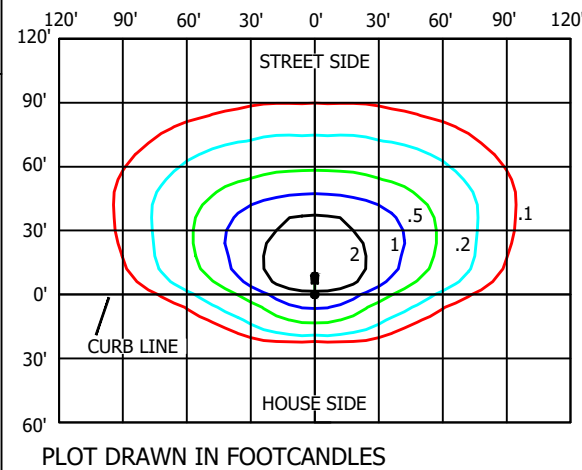 120' 90' 60' 30' 0' 30' 60' 90' 120'
120'
STREET SIDE
90'
60'
.5 .1
30'
2 1 .2
0'
CURB LINE
30'
HOUSE SIDE
60'
PLOT DRAWN IN FOOTCANDLES